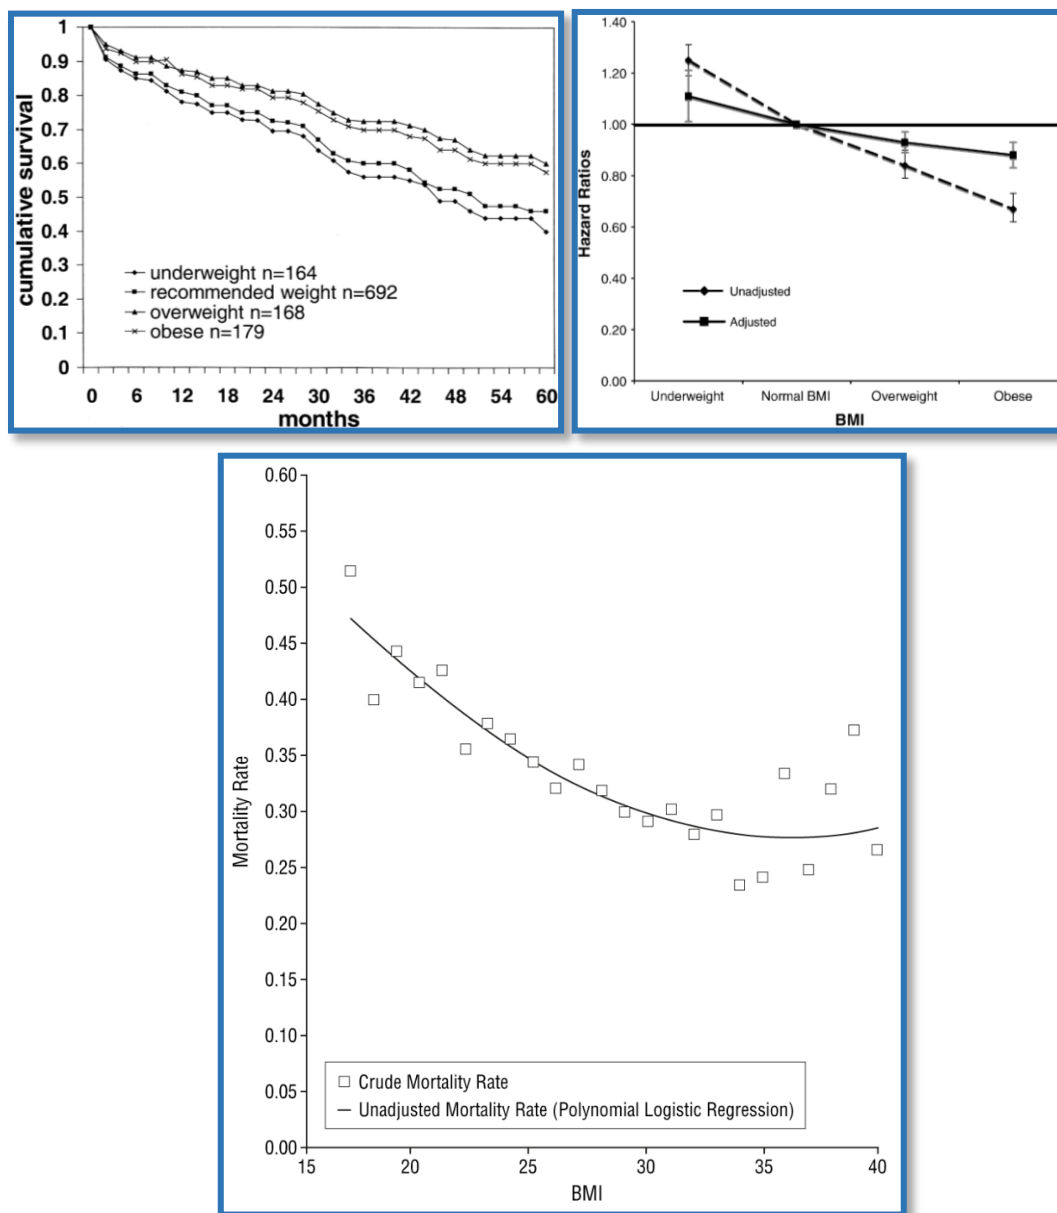 1
0.9
0.8
0.7
0.6
0.5
0.4
0.3
0.2
0.1
0
cumulative survival
underweight n=164
recommended weight n=692
overweight n=168
obese n=179
0 6 12 18 24 30 36 42 48 54 60
months
1.40
1.20
1.00
0.80
0.60
0.40
0.20
0.00
Hazard Ratios
Unadjusted
Adjusted
Underweight Normal BMI Overweight Obese
BMI
0.60
0.55
0.50
0.45
0.40
0.35
0.30
0.25
0.20
0.15
0.10
0.05
0.00
Mortality Rate
Crude Mortality Rate
Unadjusted Mortality Rate (Polynomial Logistic Regression)
15 20 25 30 35 40
BMI